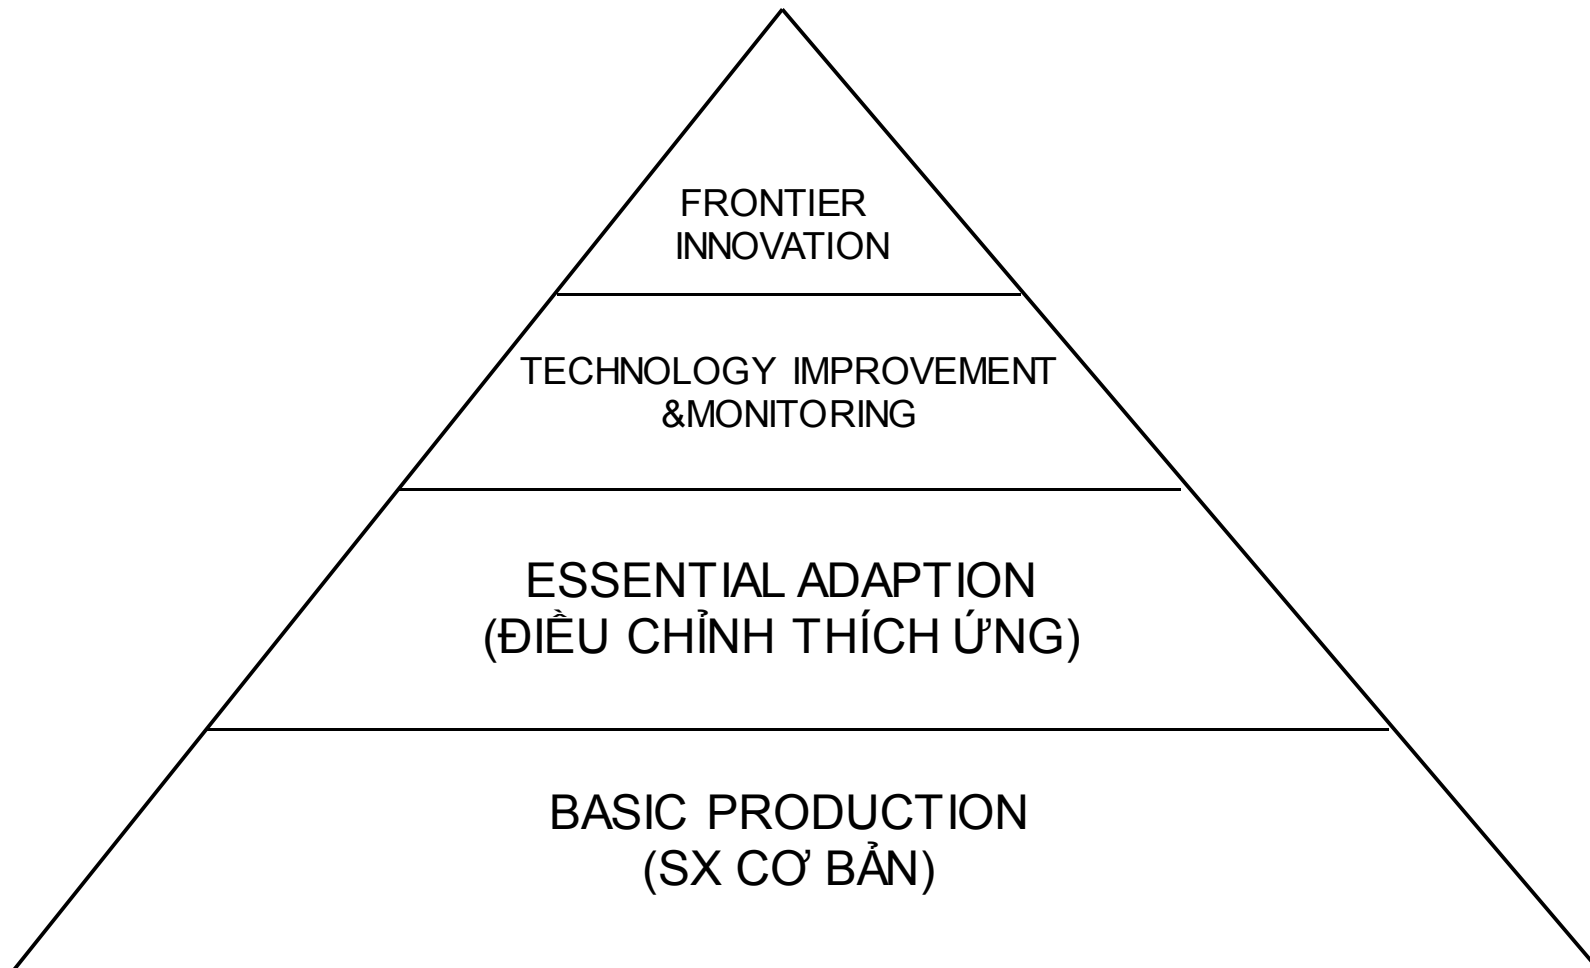 FRONTIER
INNOVATION
TECHNOLOGY IMPROVEMENT
&MONITORING
ESSENTIAL ADAPTION
(ĐIỀU CHỈNH THÍCH ỨNG)
BASIC PRODUCTION
(SX CƠ BẢN)